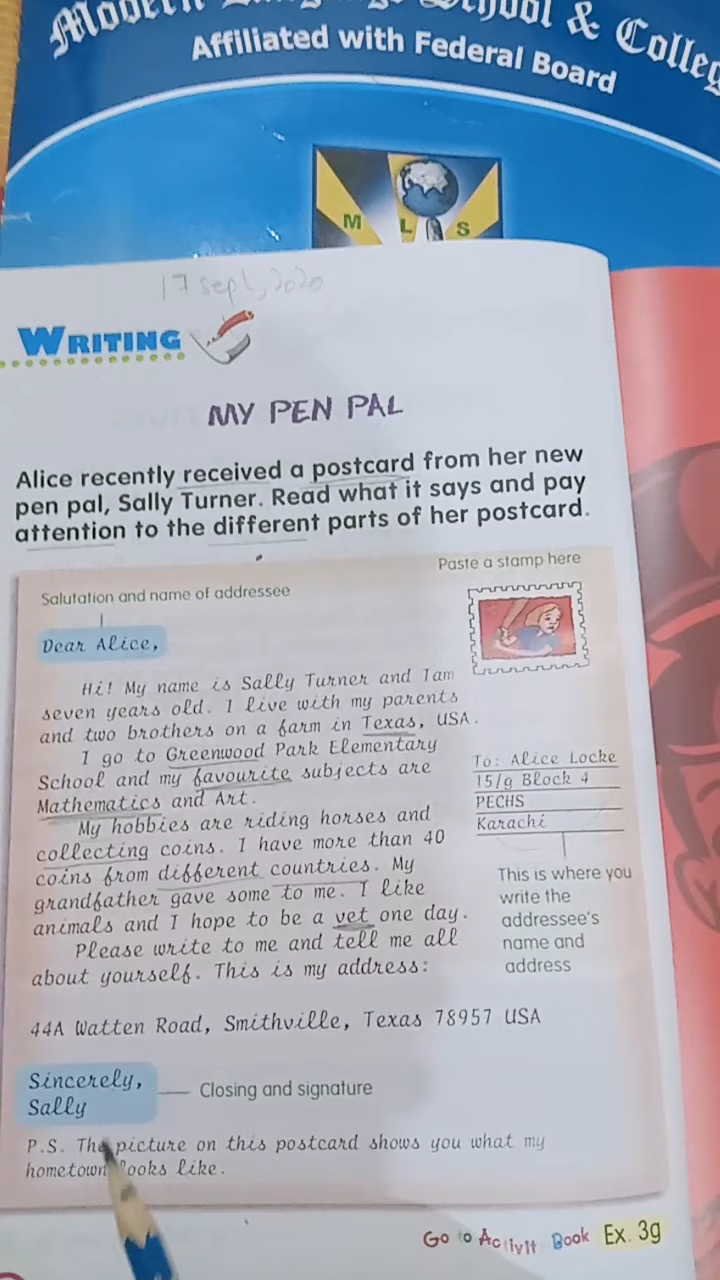 Modern School & College
Affiliated with Federal Board
M L S
17 sept, 2020
WRITING
MY PEN PAL
Alice recently received a postcard from her new
pen pal, Sally Turner. Read what it says and pay
attention to the different parts of her postcard.
Paste a stamp here
Salutation and name of addressee
Dear Alice,
Hi! My name is Sally Turner and I am
seven years old. I live with my parents
and two brothers on a farm in Texas, USA.
I go to Greenwood Park Elementary
School and my favourite subjects are
Mathematics and Art.
My hobbies are riding horses and
collecting coins. I have more than 40
coins from different countries. My
grandfather gave some to me. I like
animals and I hope to be a vet one day.
Please write to me and tell me all
about yourself. This is my address:
To: Alice Locke
15/g Block 4
PECHS
Karachi
This is where you
write the
addressee's
name and
address
44A Watten Road, Smithville, Texas 78957 USA
Sincerely,
Sally
Closing and signature
P.S. The picture on this postcard shows you what my
hometown looks like.
Go to Activit Book Ex. 3g